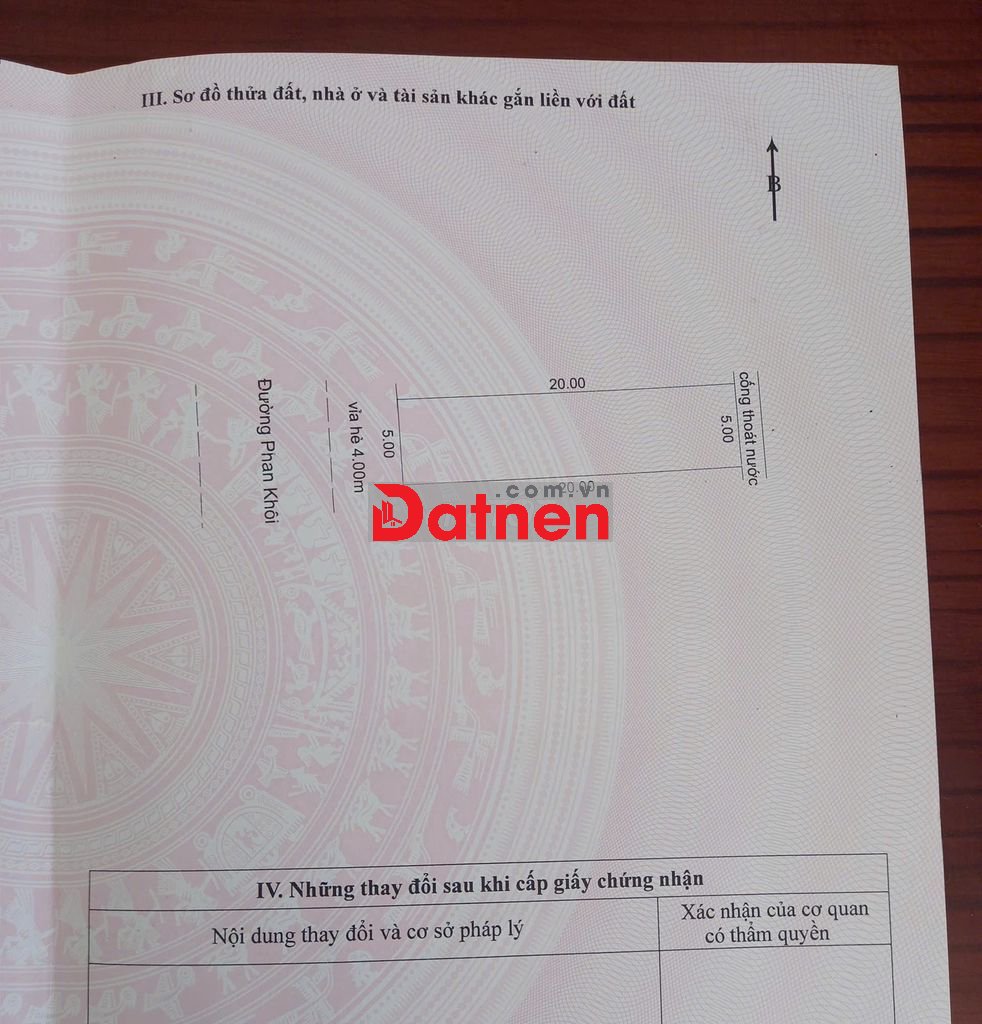 III. Sơ đồ thửa đất, nhà ở và tài sản khác gắn liền với đất
B
20.00
Đường Phan Khôi
vỉa hè 4.00m
5.00
5.00
cống thoát nước
20.00
.com.vn
Datnen
IV. Những thay đổi sau khi cấp giấy chứng nhận
Nội dung thay đổi và cơ sở pháp lý
Xác nhận của cơ quan
có thẩm quyền